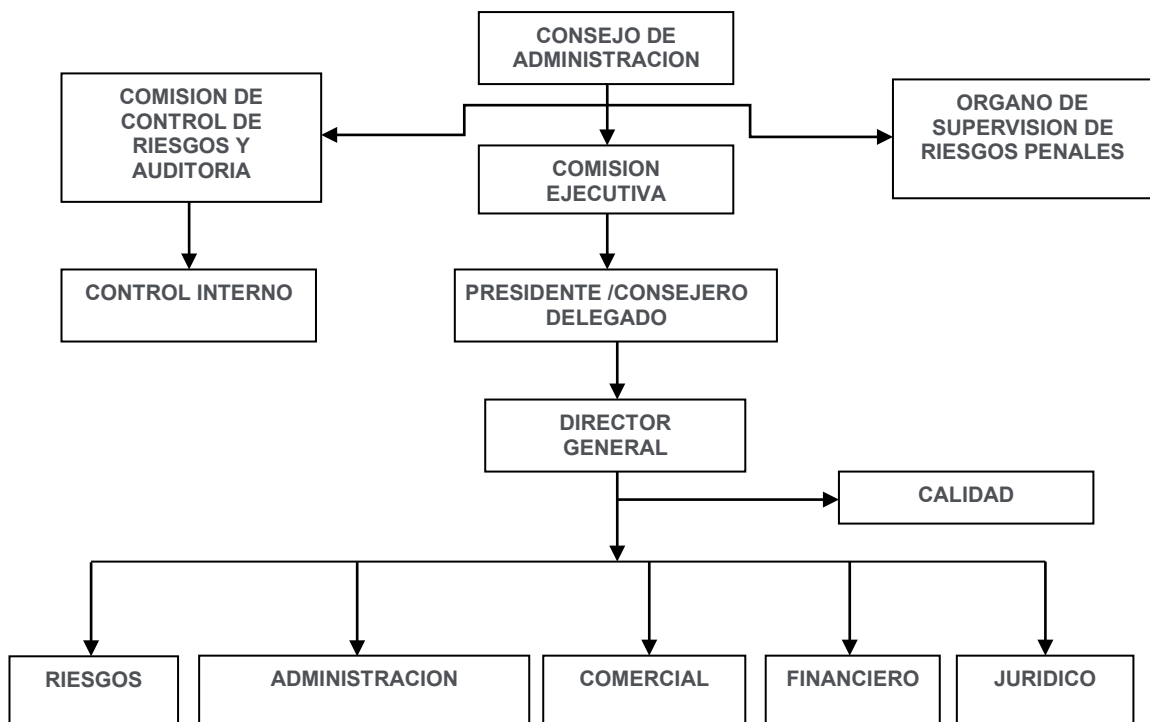 CONSEJO DE
ADMINISTRACION
COMISION DE
CONTROL DE
RIESGOS Y
AUDITORIA
ORGANO DE
SUPERVISION DE
RIESGOS PENALES
COMISION
EJECUTIVA
CONTROL INTERNO
PRESIDENTE /CONSEJERO
DELEGADO
DIRECTOR
GENERAL
CALIDAD
RIESGOS
ADMINISTRACION
COMERCIAL
FINANCIERO
JURIDICO